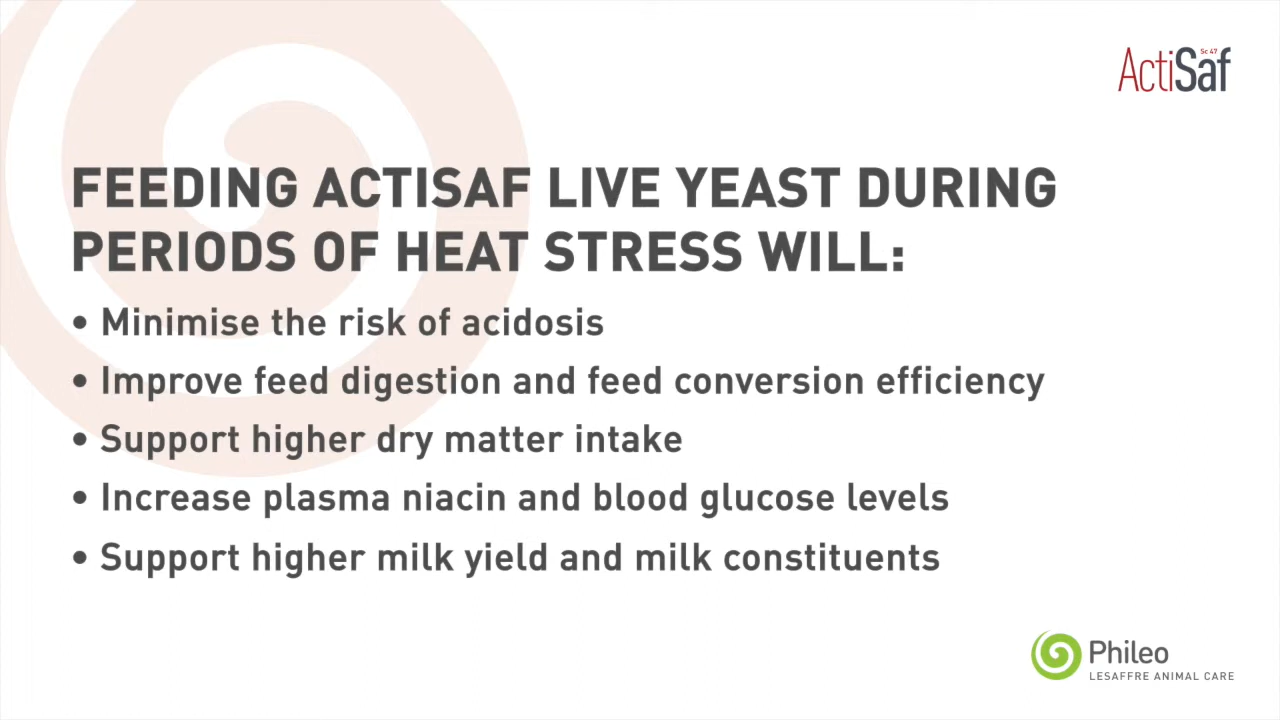 Sc 47
ActiSaf
FEEDING ACTISAF LIVE YEAST DURING
PERIODS OF HEAT STRESS WILL:
• Minimise the risk of acidosis
• Improve feed digestion and feed conversion efficiency
• Support higher dry matter intake
• Increase plasma niacin and blood glucose levels
• Support higher milk yield and milk constituents
Phileo
LESAFFRE ANIMAL CARE